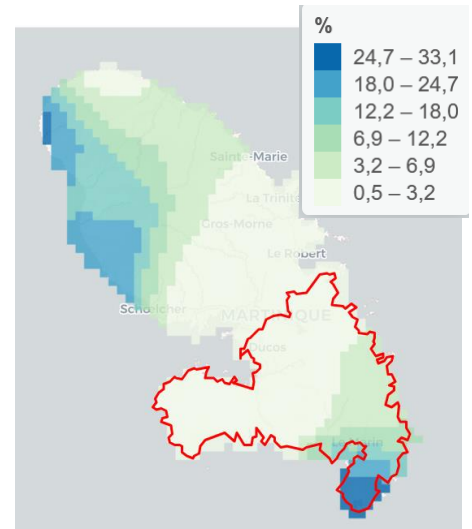 %
24,7 – 33,1
18,0 – 24,7
12,2 – 18,0
6,9 – 12,2
3,2 – 6,9
0,5 – 3,2
Sainte-Marie
La Trinité
Gros-Morne
Le Robert
Schœlcher
MARTINIQUE
Ducos
Le Marin